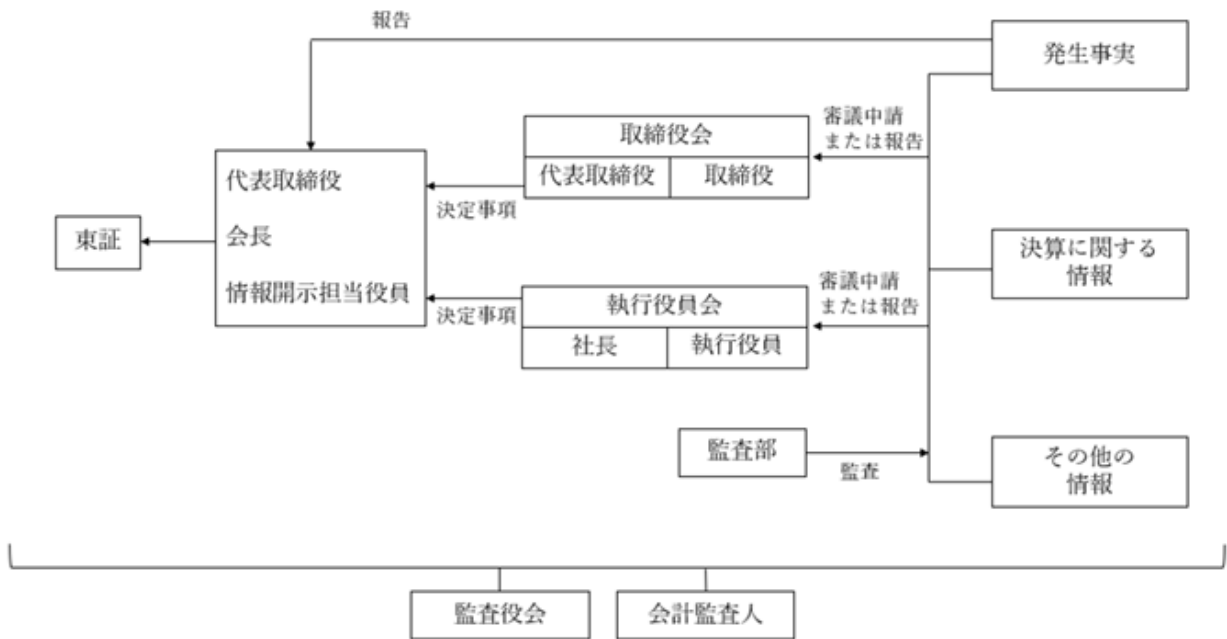 報告
発生事実
審議申請
または報告
取締役会
代表取締役
取締役
代表取締役
会長
情報開示担当役員
決定事項
東証
決算に関する
情報
審議申請
または報告
執行役員会
社長
執行役員
決定事項
監査部
監査
その他の
情報
監査役会
会計監査人